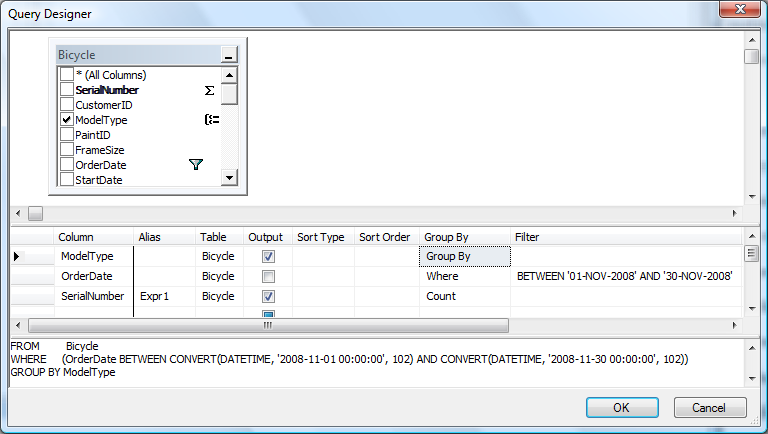 Query Designer
Bicycle
* (All Columns)
SerialNumber
CustomerID
ModelType
PaintID
FrameSize
OrderDate
StartDate
Column Alias Table Output Sort Type Sort Order Group By Filter
ModelType Bicycle Group By
OrderDate Bicycle Where BETWEEN '01-NOV-2008' AND '30-NOV-2008'
SerialNumber Expr1 Bicycle Count
FROM Bicycle
WHERE (OrderDate BETWEEN CONVERT(DATETIME, '2008-11-01 00:00:00', 102) AND CONVERT(DATETIME, '2008-11-30 00:00:00', 102))
GROUP BY ModelType
OK Cancel